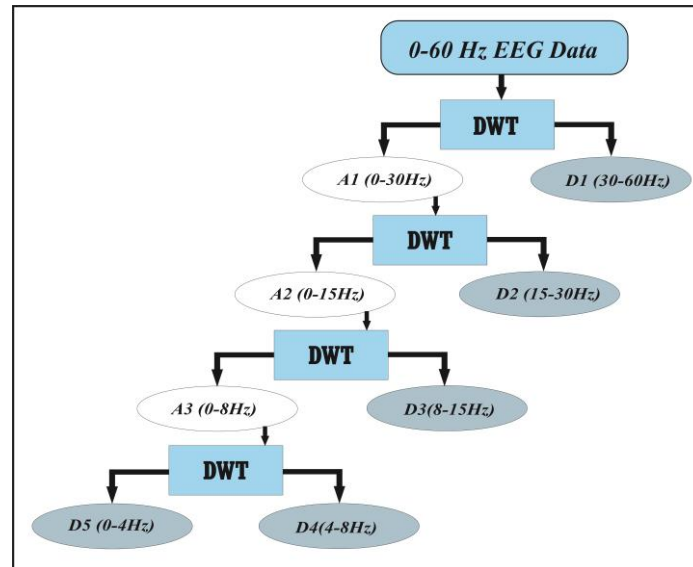 0-60 Hz EEG Data
DWT
A1 (0-30Hz)
D1 (30-60Hz)
DWT
A2 (0-15Hz)
D2 (15-30Hz)
DWT
A3 (0-8Hz)
D3(8-15Hz)
DWT
D5 (0-4Hz)
D4(4-8Hz)